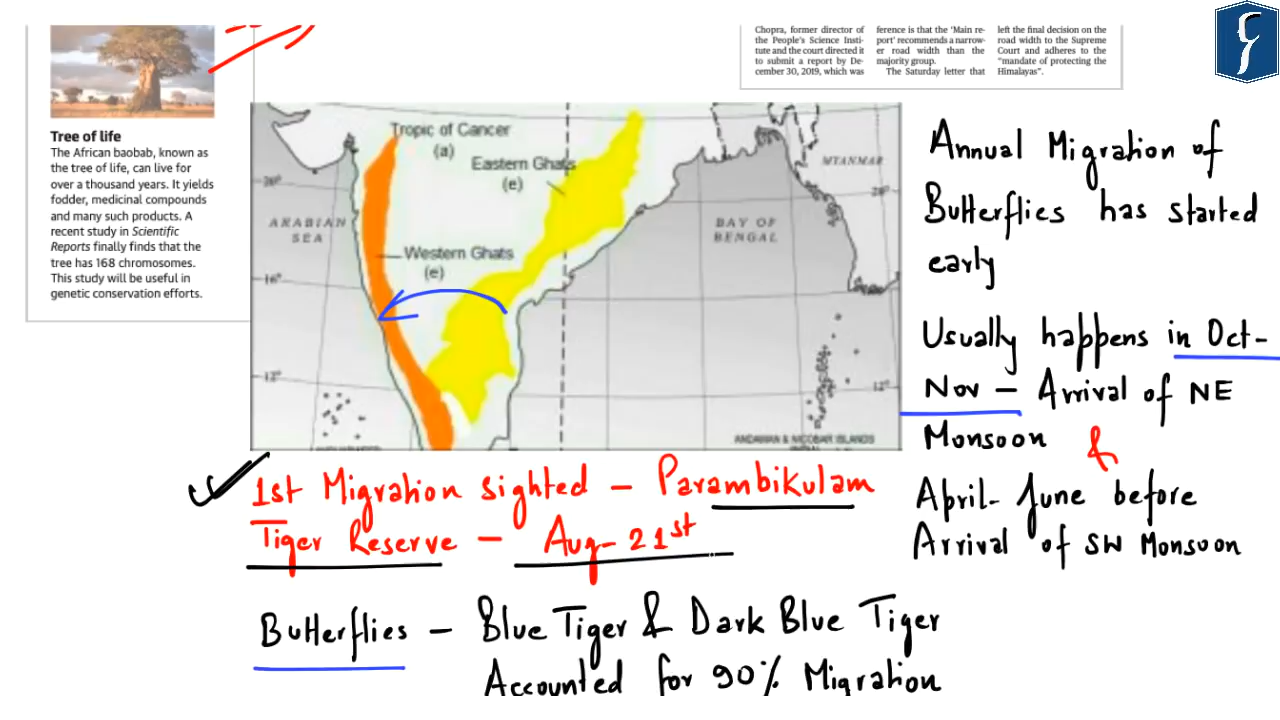 Tree of life
The African baobab, known as
the tree of life, can live for
over a thousand years. It yields
fodder, medicinal compounds
and many such products. A
recent study in Scientific
Reports finally finds that the
tree has 168 chromosomes.
This study will be useful in
genetic conservation efforts.
Chopra, former director of
the People's Science Insti-
tute and the court directed it
to submit a report by De-
cember 30, 2019, which was
ference is that the 'Main re-
port' recommends a narrow-
er road width than the
majority group.
The Saturday letter that
left the final decision on the
road width to the Supreme
Court and adheres to the
"mandate of protecting the
Himalayas".
Tropic of Cancer
(a)
Eastern Ghats
(e)
MYANMAR
ARABIAN
SEA
BAY OF
BENGAL
Western Ghats
(e)
16°
12°
12°
ANDAMAN & NICOBAR ISLANDS
Annual Migration of
Butterflies has started
early
Usually happens in Oct-
Nov – Arrival of NE
Monsoon &
April- June before
Arrival of SW Monsoon
1st Migration sighted – Parambikulam
Tiger Reserve – Aug-21st
Butterflies – Blue Tiger & Dark Blue Tiger
Accounted for 90% Migration